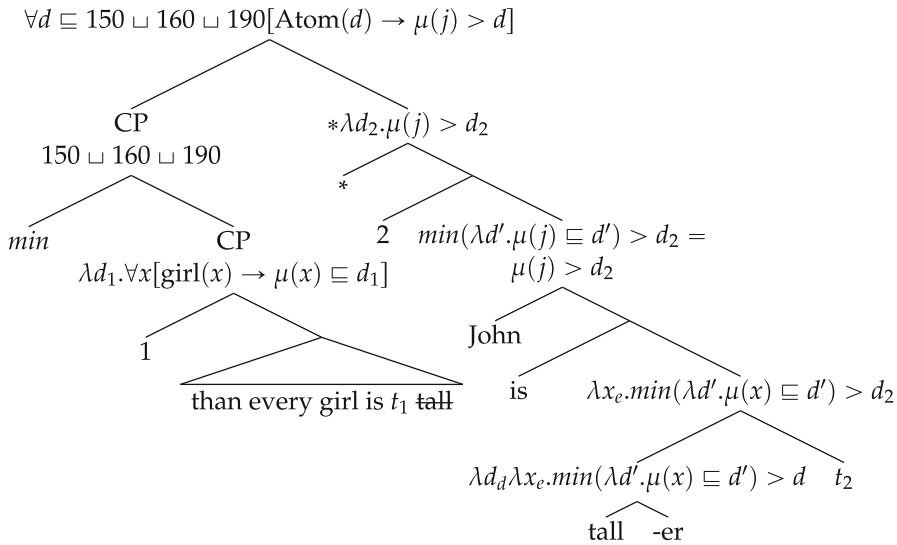 ∀d ⊑ 150 ⊔ 160 ⊔ 190[Atom(d) → μ(j) > d]
CP
∗λd₂.μ(j) > d₂
150 ⊔ 160 ⊔ 190
*
min
CP
2
min(λd′.μ(j) ⊑ d′) > d₂ =
λd₁.∀x[girl(x) → μ(x) ⊑ d₁]
μ(j) > d₂
John
1
than every girl is t₁ ~~tall~~
is
λxₑ.min(λd′.μ(x) ⊑ d′) > d₂
λd_dλxₑ.min(λd′.μ(x) ⊑ d′) > d
t₂
tall
-er